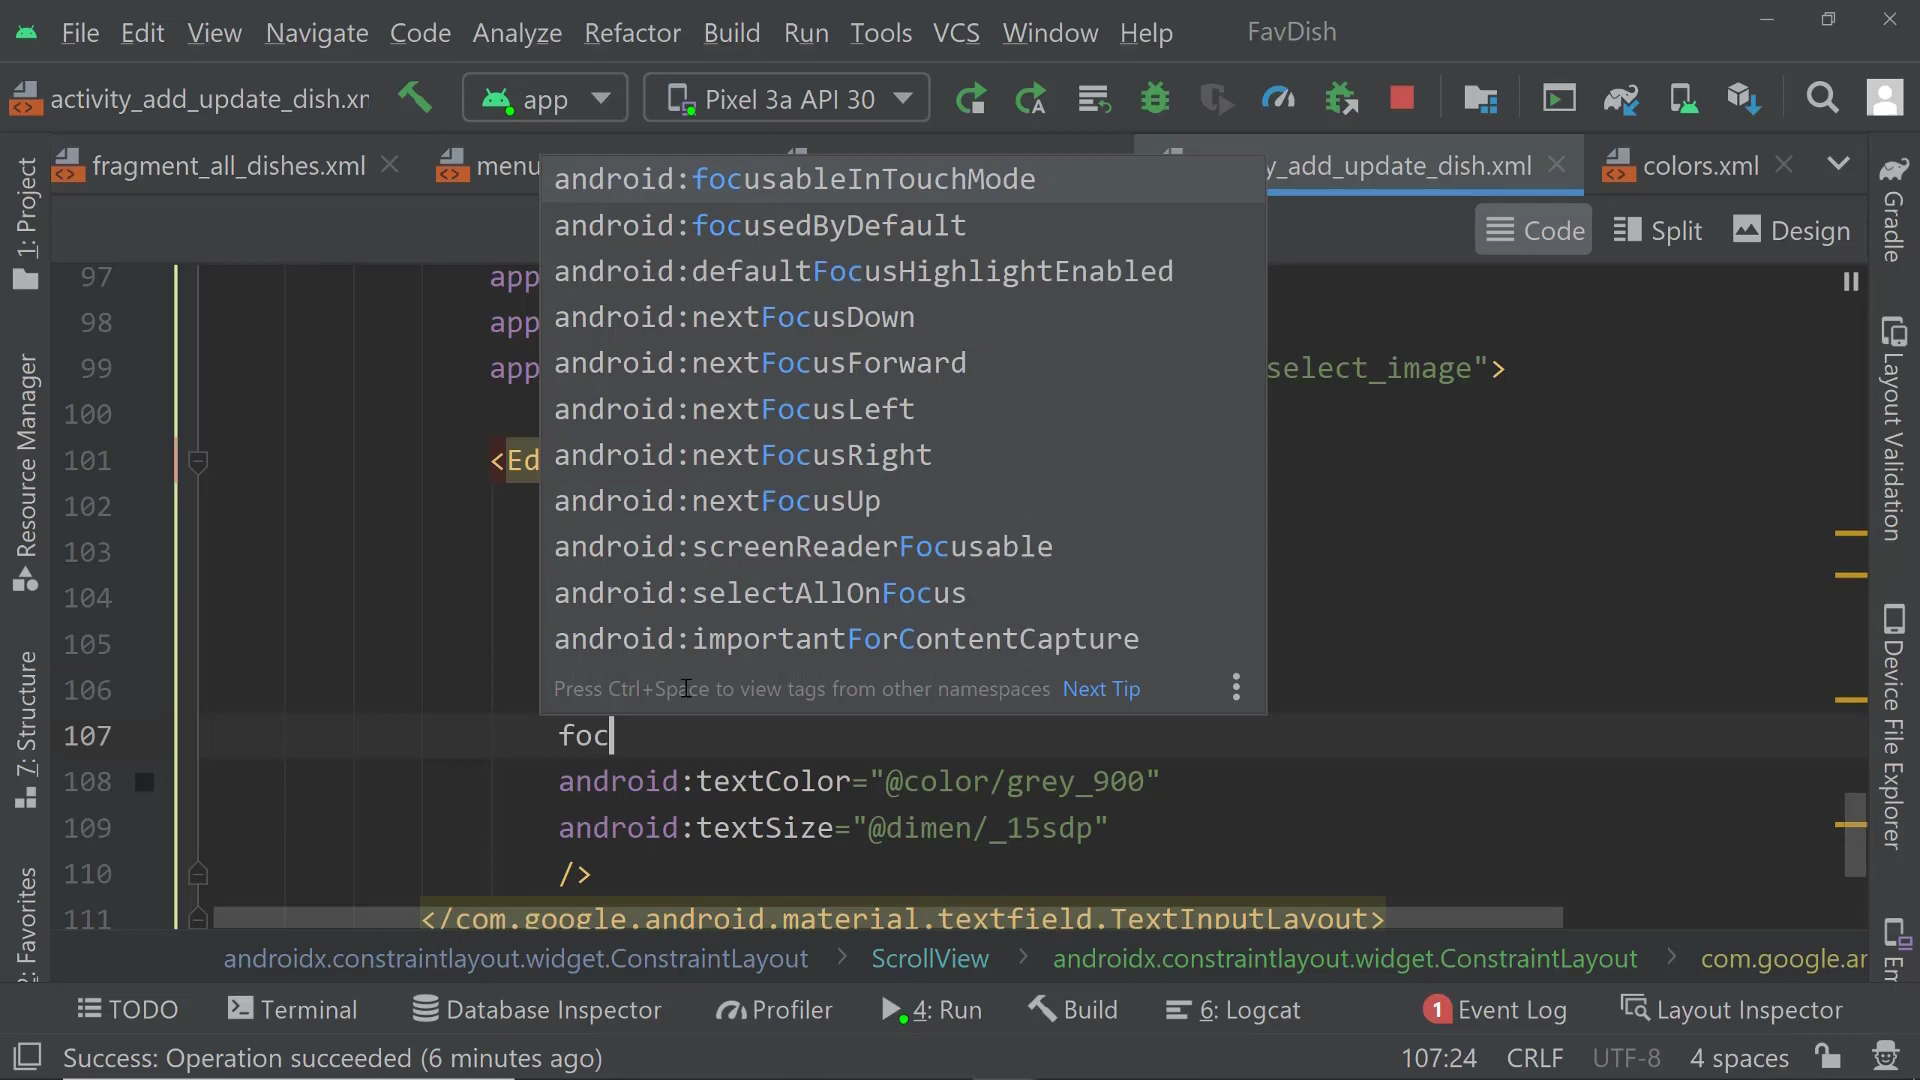 File Edit View Navigate Code Analyze Refactor Build Run Tools VCS Window Help FavDish
activity_add_update_dish.xr app Pixel 3a API 30
fragment_all_dishes.xml menu y_add_update_dish.xml colors.xml
Code Split Design
1: Project
Resource Manager
7: Structure
2: Favorites
android:focusableInTouchMode
android:focusedByDefault
android:defaultFocusHighlightEnabled
android:nextFocusDown
android:nextFocusForward
android:nextFocusLeft
android:nextFocusRight
android:nextFocusUp
android:screenReaderFocusable
android:selectAllOnFocus
android:importantForContentCapture
Press Ctrl+Space to view tags from other namespaces Next Tip
97 app
98 app
99 app select_image">
100
101 <Ed
102
103
104
105
106
107 foc
108 android:textColor="@color/grey_900"
109 android:textSize="@dimen/_15sdp"
110 />
111 </com.google.android.material.textfield.TextInputLayout>
Gradle
Layout Validation
Device File Explorer
Em
androidx.constraintlayout.widget.ConstraintLayout ScrollView androidx.constraintlayout.widget.ConstraintLayout com.google.ar
TODO Terminal Database Inspector Profiler 4: Run Build 6: Logcat 1 Event Log Layout Inspector
Success: Operation succeeded (6 minutes ago) 107:24 CRLF UTF-8 4 spaces